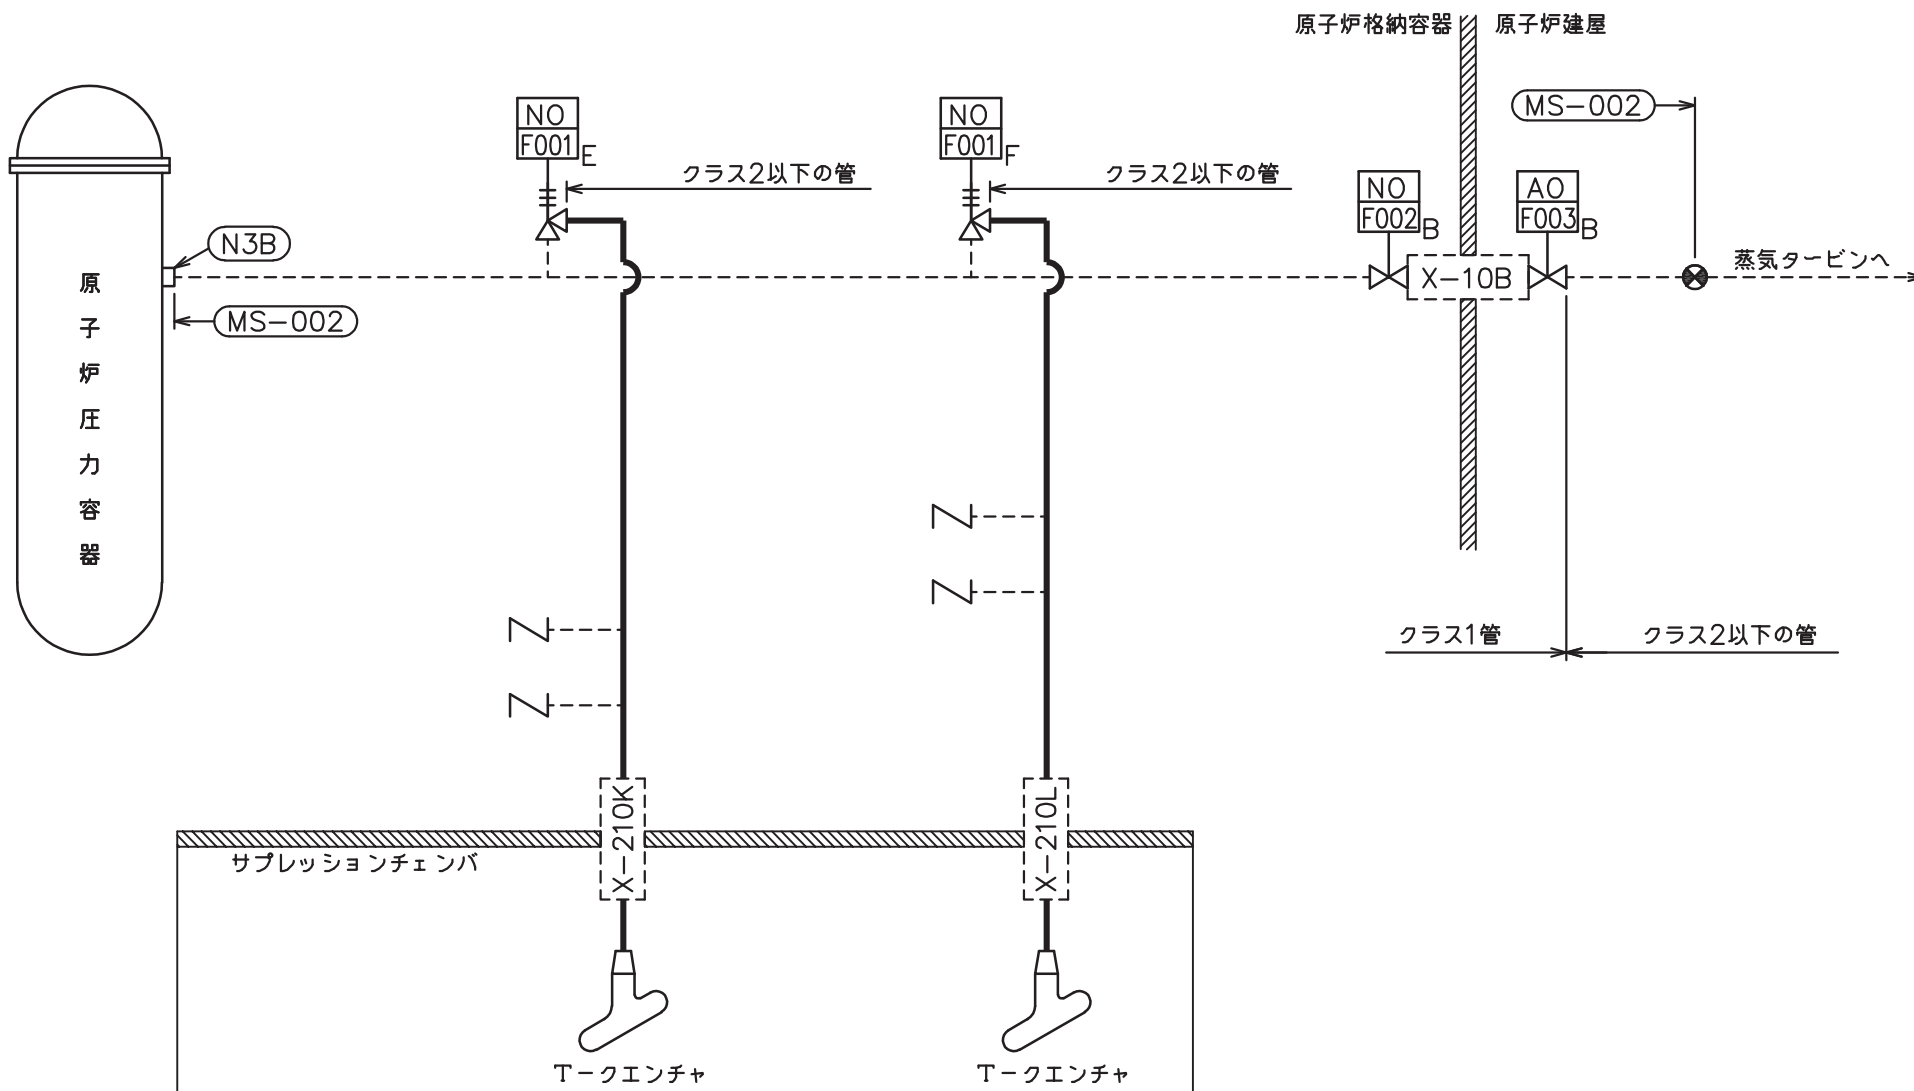 原子炉格納容器
原子炉建屋
NO
F001
E
クラス2以下の管
NO
F001
F
クラス2以下の管
MS-002
NO
F002
B
AO
F003
B
N3B
X-10B
蒸気タービンへ
MS-002
原子炉圧力容器
クラス1管
クラス2以下の管
X-210K
X-210L
サプレッションチェンバ
T-クエンチャ
T-クエンチャ